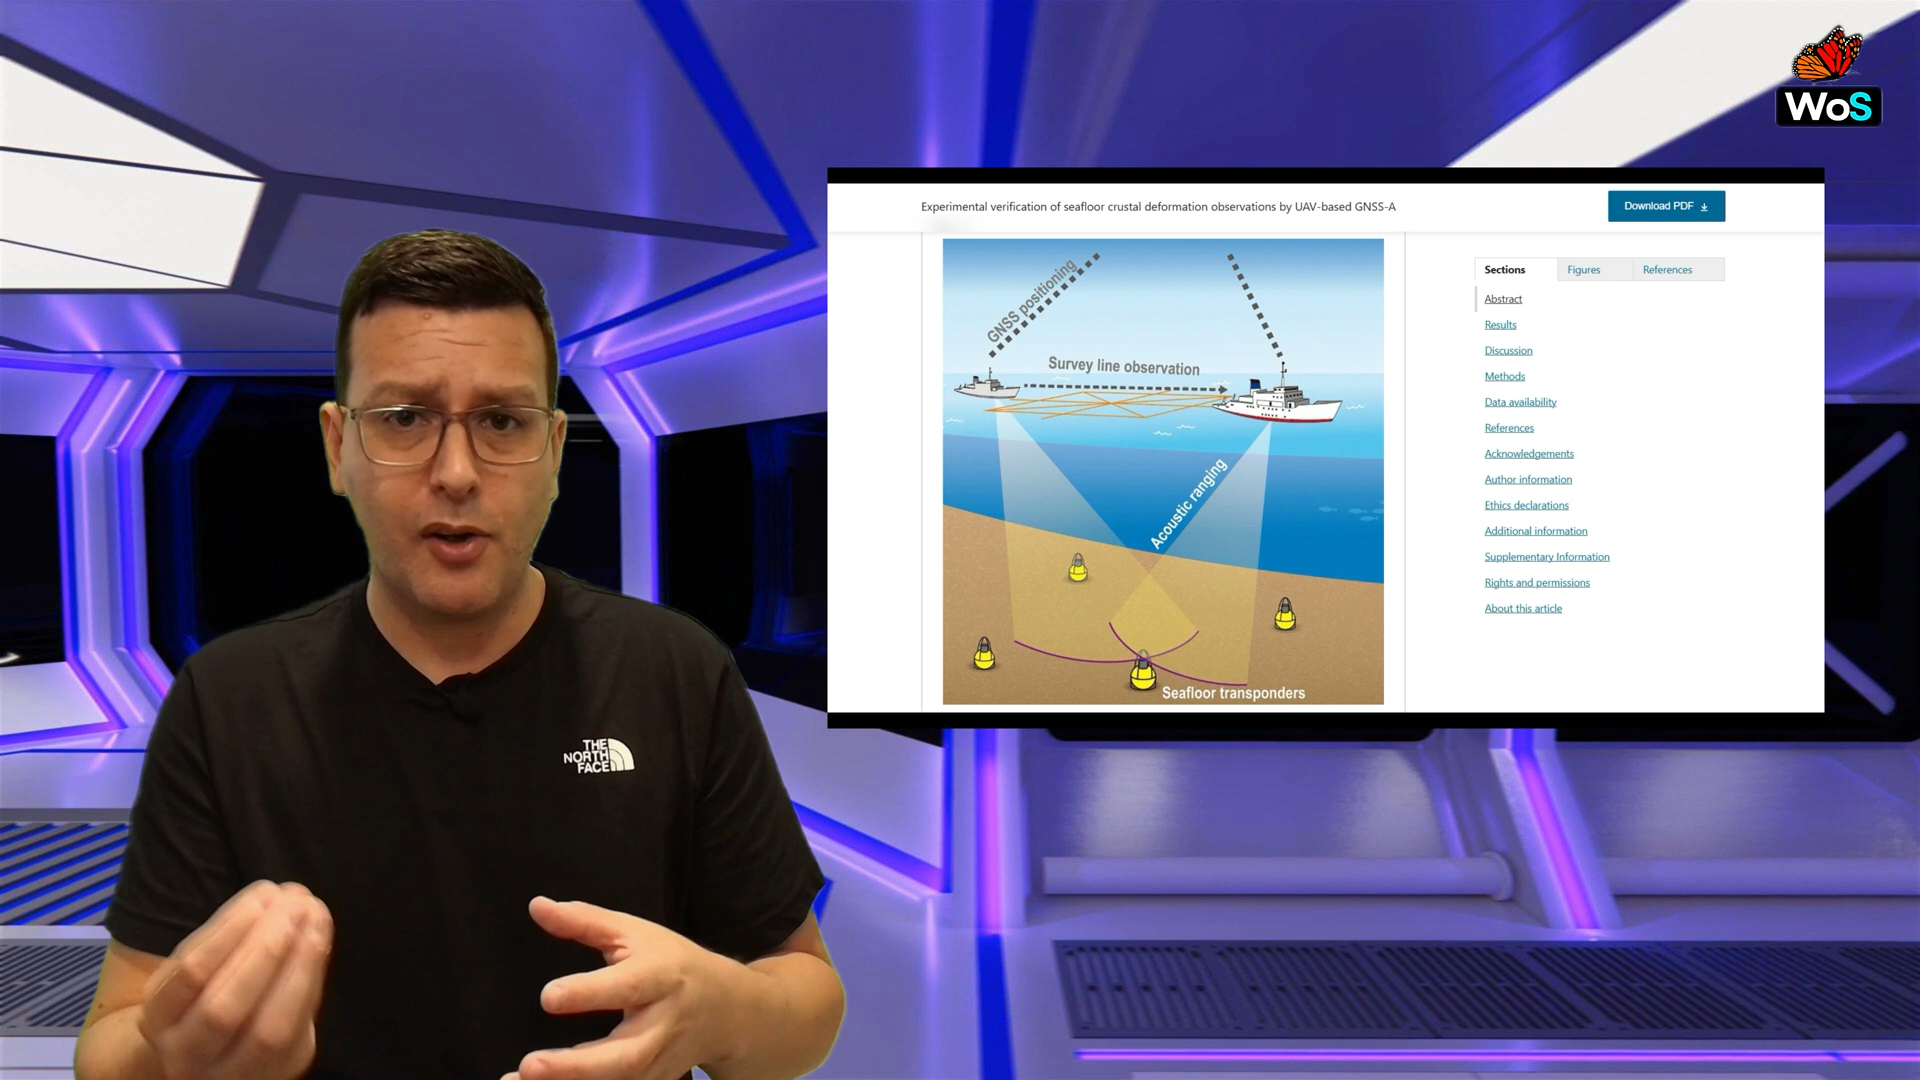 WoS
Experimental verification of seafloor crustal deformation observations by UAV-based GNSS-A
Download PDF
GNSS positioning
Survey line observation
Acoustic ranging
Seafloor transponders
Sections
Figures
References
Abstract
Results
Discussion
Methods
Data availability
References
Acknowledgements
Author information
Ethics declarations
Additional information
Supplementary Information
Rights and permissions
About this article
THE
NORTH
FACE